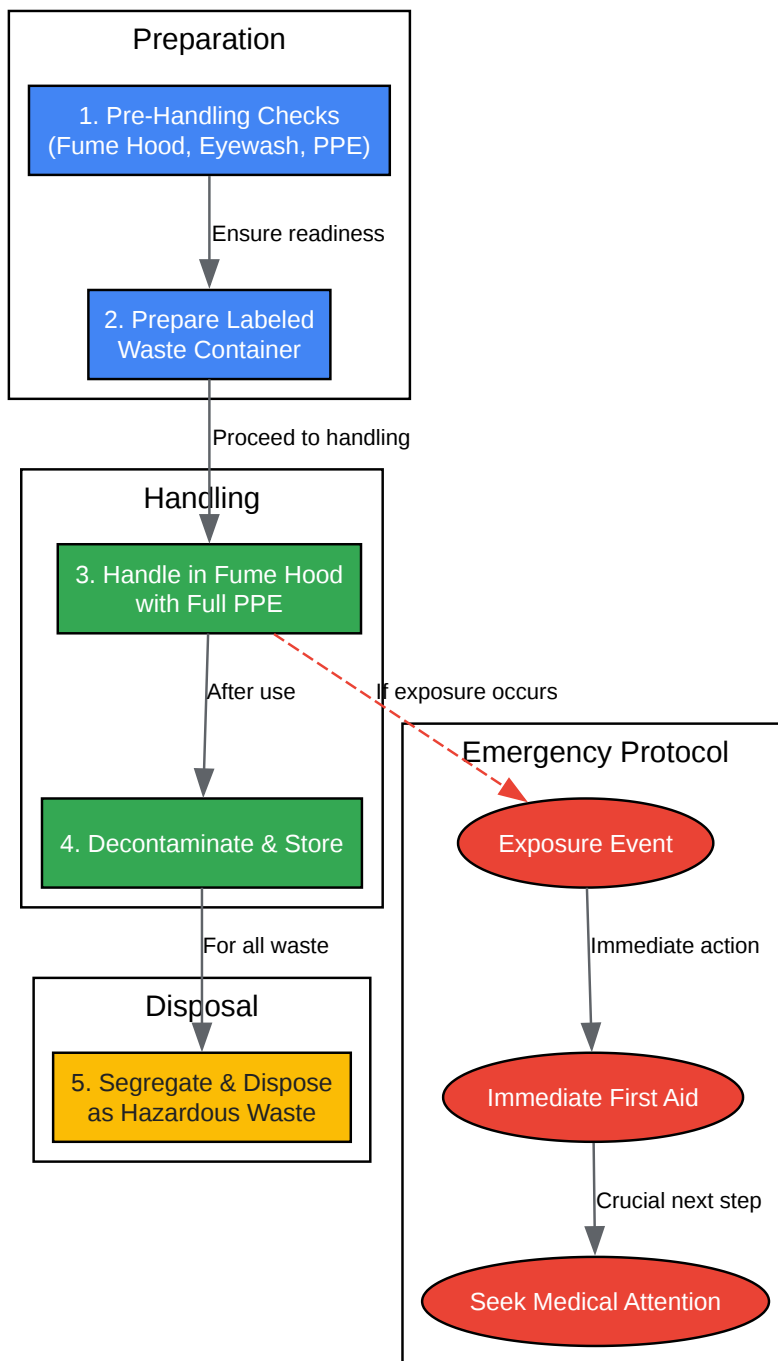 Preparation
1. Pre-Handling Checks
(Fume Hood, Eyewash, PPE)
Ensure readiness
2. Prepare Labeled
Waste Container
Proceed to handling
Handling
3. Handle in Fume Hood
with Full PPE
After use
If exposure occurs
Emergency Protocol
4. Decontaminate & Store
Exposure Event
For all waste
Immediate action
Disposal
5. Segregate & Dispose
as Hazardous Waste
Immediate First Aid
Crucial next step
Seek Medical Attention